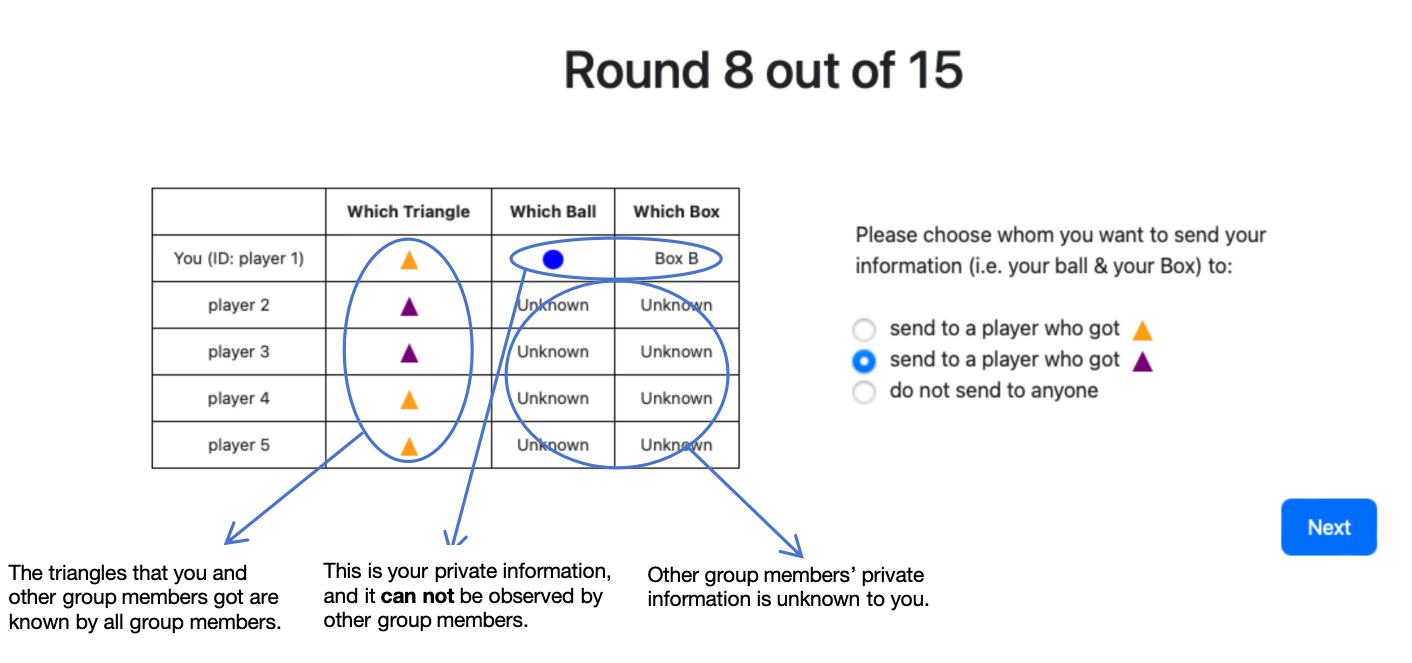 Round 8 out of 15
Which Triangle Which Ball Which Box
You (ID: player 1) Box B
player 2 Unknown Unknown
player 3 Unknown Unknown
player 4 Unknown Unknown
player 5 Unknown Unknown
Please choose whom you want to send your
information (i.e. your ball & your Box) to:
send to a player who got
send to a player who got
do not send to anyone
Next
The triangles that you and
other group members got are
known by all group members.
This is your private information,
and it can not be observed by
other group members.
Other group members’ private
information is unknown to you.